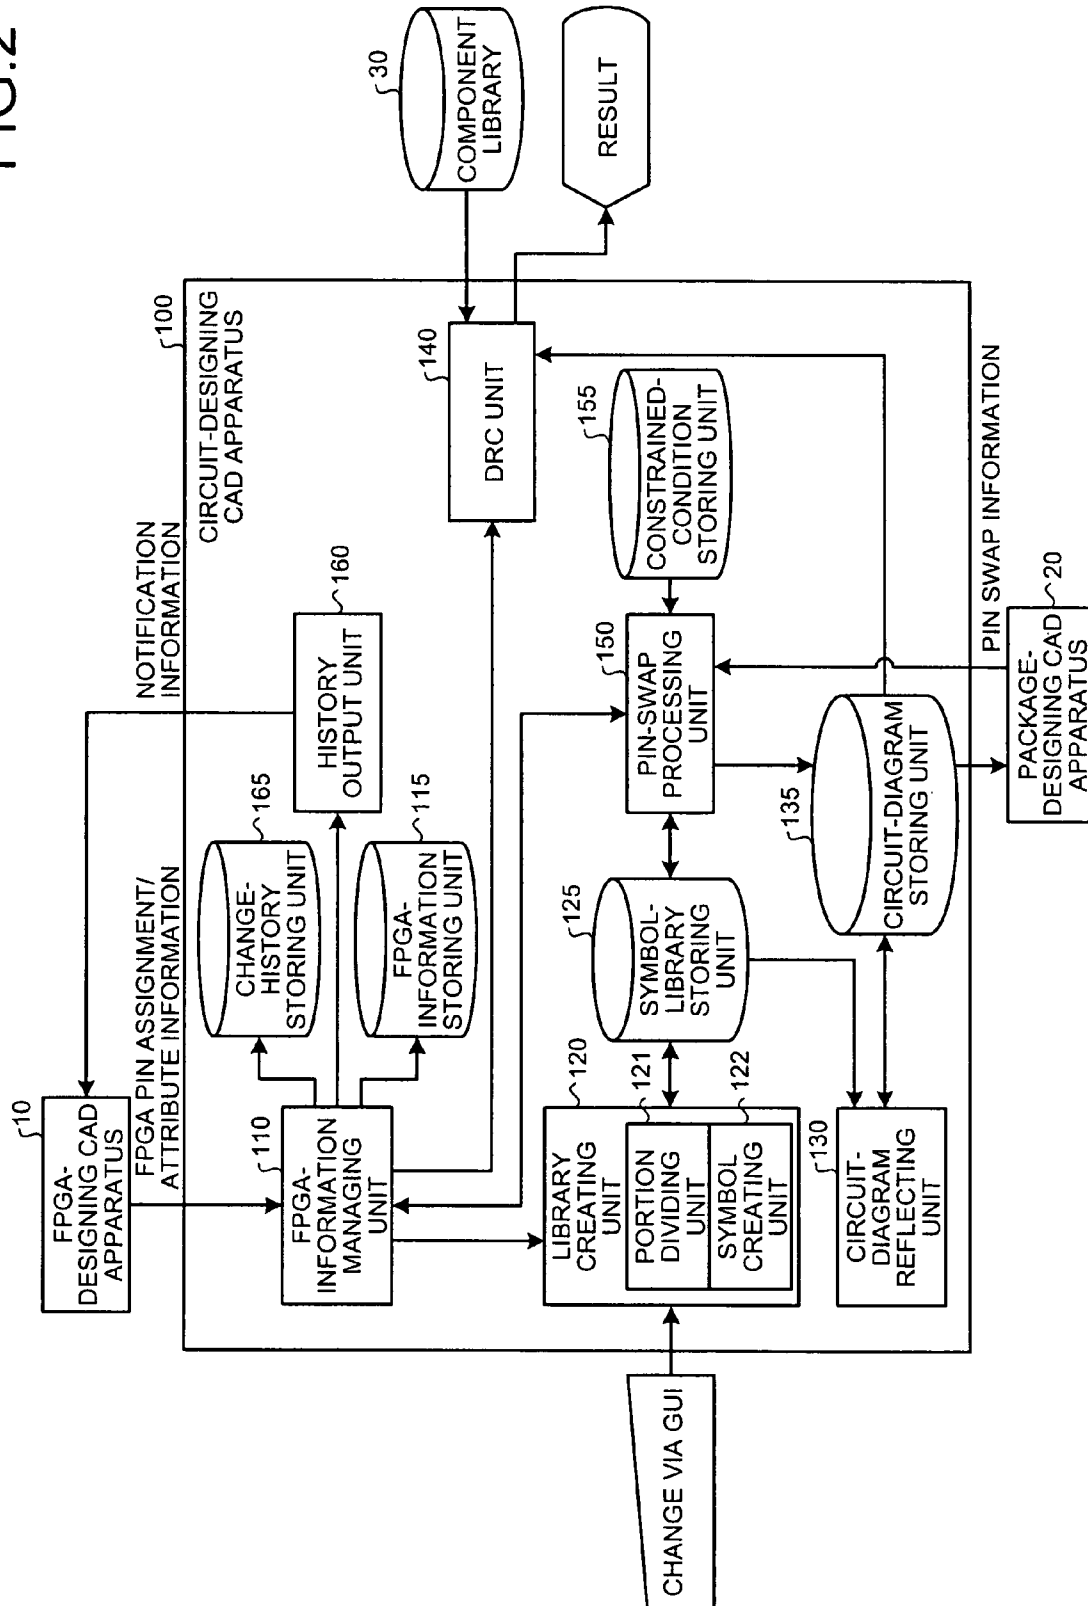 FIG.2
10
FPGA-
DESIGNING CAD
APPARATUS
FPGA PIN ASSIGNMENT/
ATTRIBUTE INFORMATION
NOTIFICATION
INFORMATION
100
CIRCUIT-DESIGNING
CAD APPARATUS
110
FPGA-
INFORMATION
MANAGING
UNIT
165
CHANGE-
HISTORY
STORING UNIT
115
FPGA-
INFORMATION
STORING UNIT
160
HISTORY
OUTPUT UNIT
140
DRC UNIT
30
COMPONENT
LIBRARY
RESULT
CHANGE VIA GUI
120
LIBRARY
CREATING
UNIT
121
PORTION
DIVIDING
UNIT
122
SYMBOL
CREATING
UNIT
125
SYMBOL-
LIBRARY
STORING
UNIT
150
PIN-SWAP
PROCESSING
UNIT
155
CONSTRAINED-
CONDITION
STORING UNIT
130
CIRCUIT-
DIAGRAM
REFLECTING
UNIT
135
CIRCUIT-DIAGRAM
STORING UNIT
PIN SWAP INFORMATION
20
PACKAGE-
DESIGNING CAD
APPARATUS